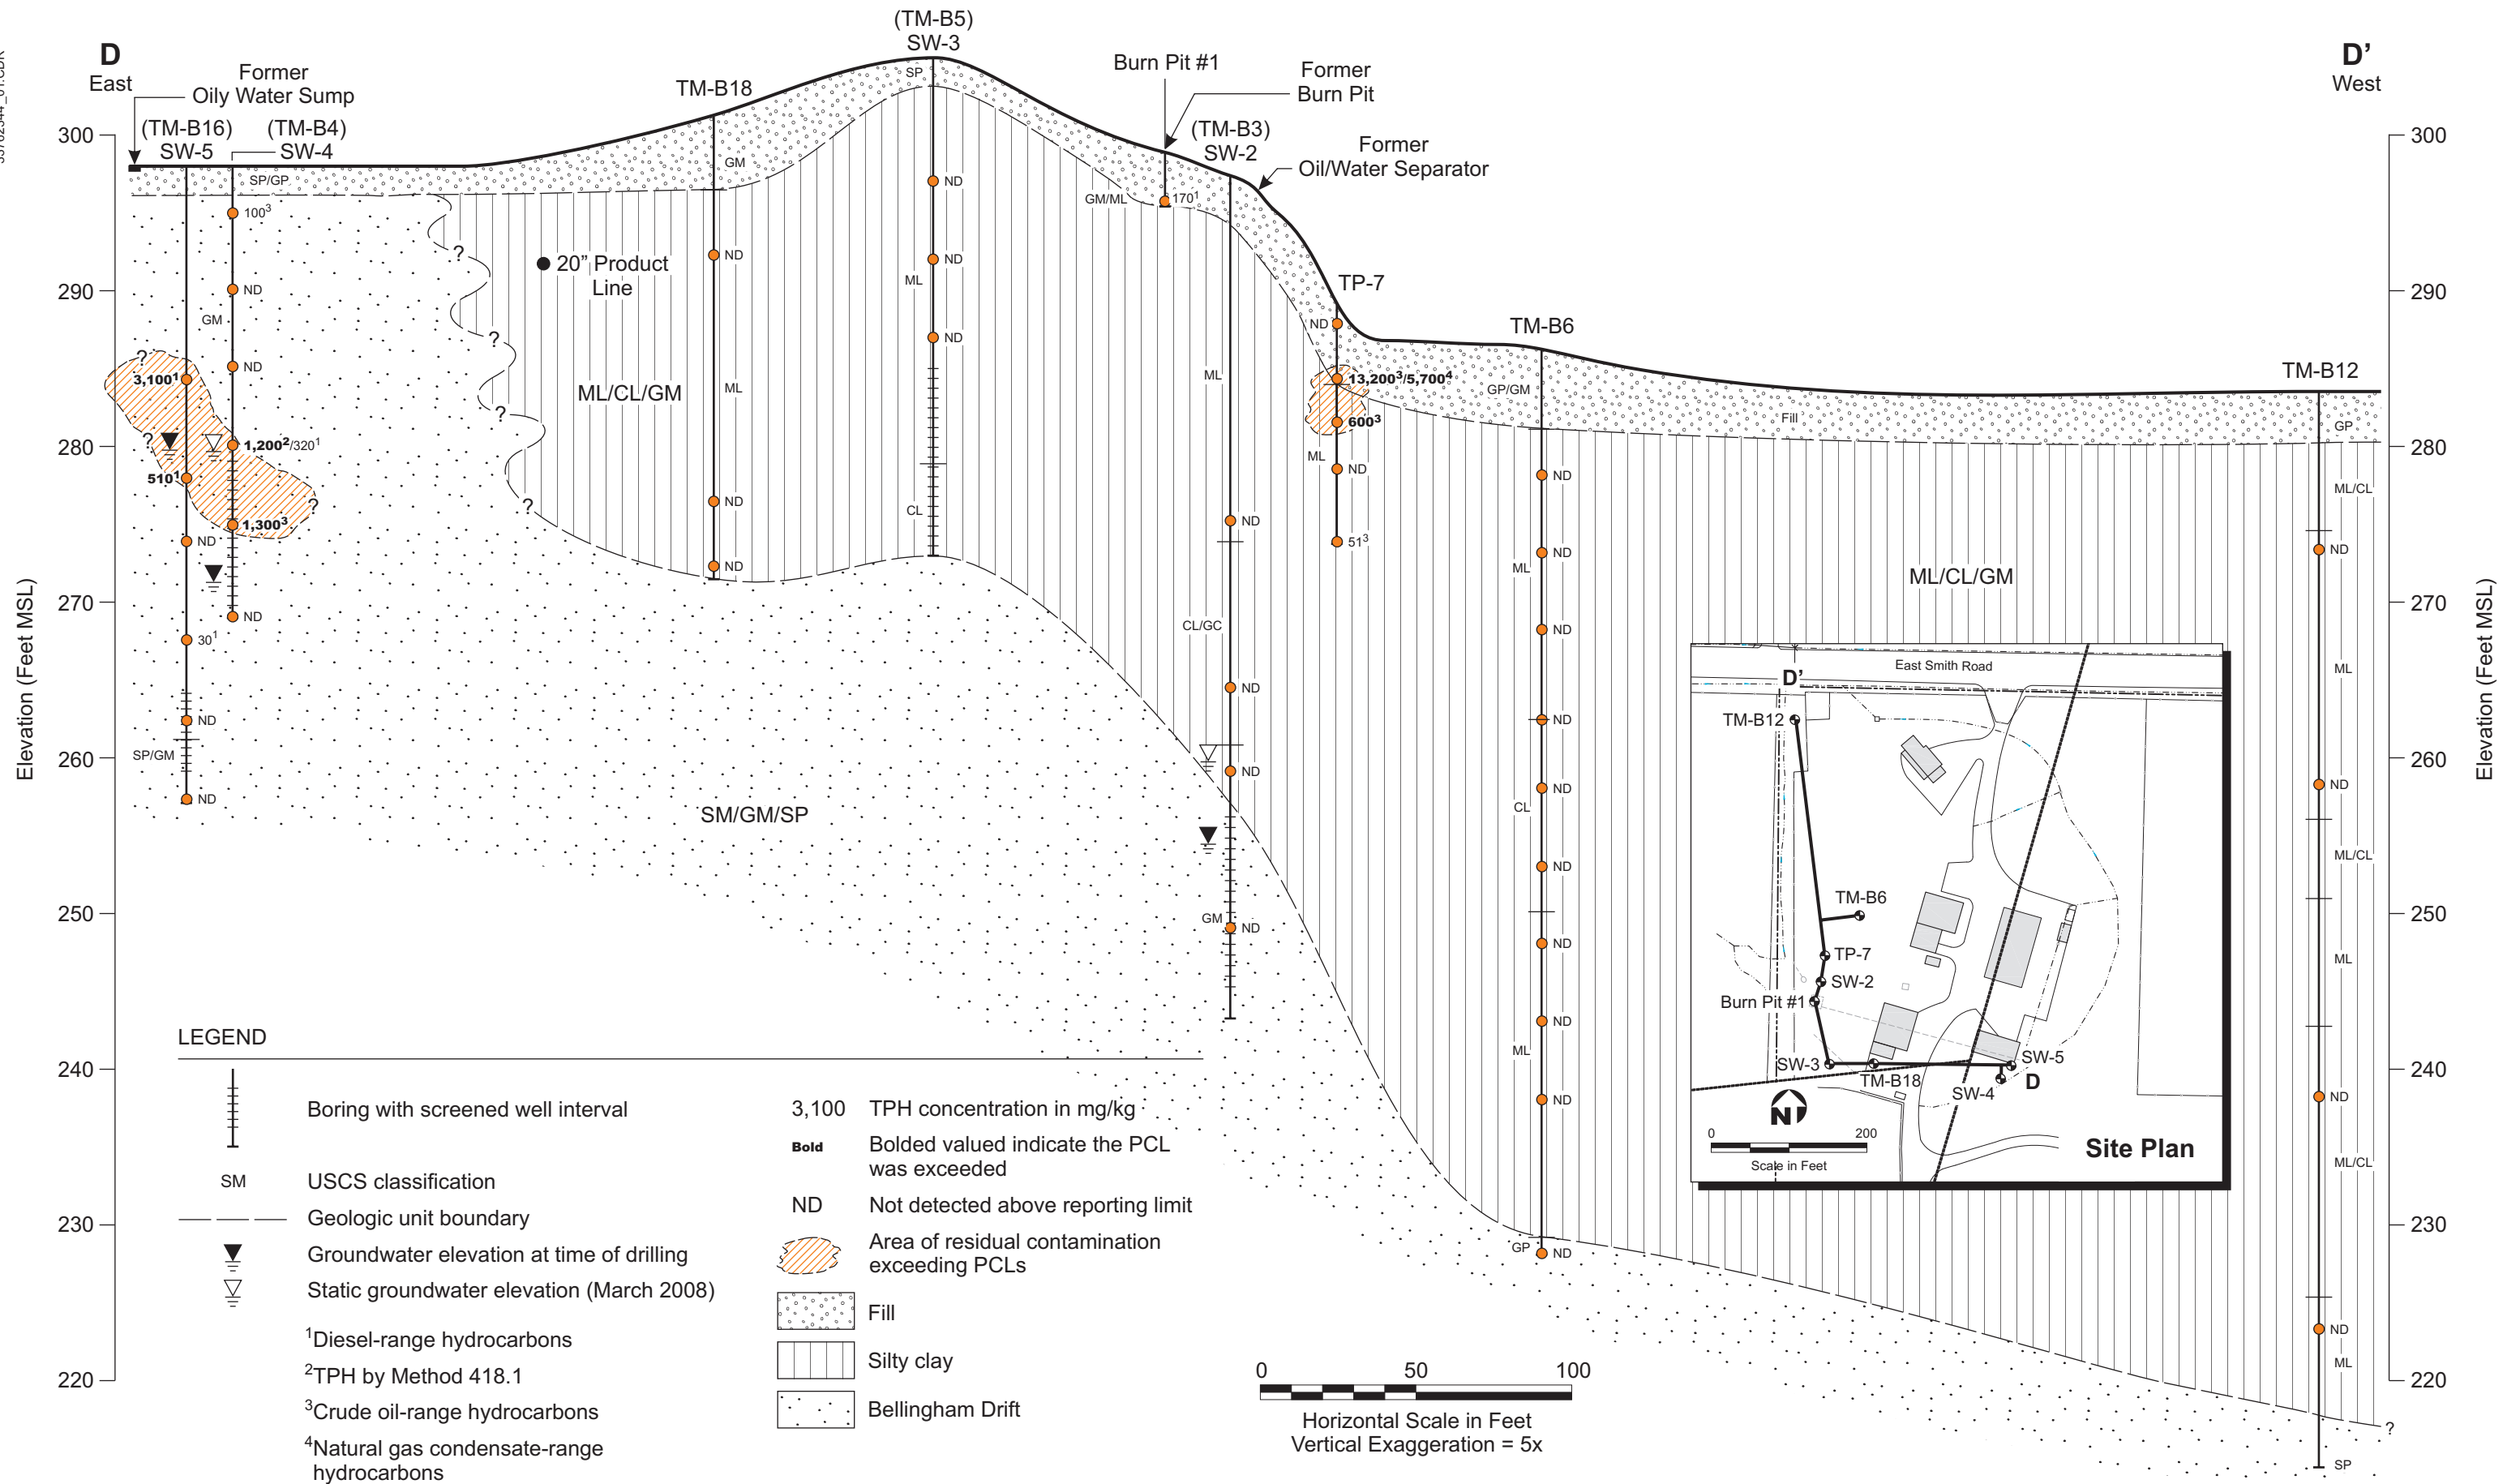 D
East
Former
Oily Water Sump
(TM-B16)
SW-5
(TM-B4)
SW-4
TM-B18
(TM-B5)
SW-3
Burn Pit #1
Former
Burn Pit
(TM-B3)
SW-2
Former
Oil/Water Separator
TP-7
TM-B6
TM-B12
D’
West
Elevation (Feet MSL)
300
290
280
270
260
250
240
230
220
300
290
280
270
260
250
240
230
220
Elevation (Feet MSL)
SP/GP
100³
ND
GM
ND
3,100¹
1,200²/320¹
510¹
1,300³
ND
ND
30¹
ND
SP/GM
ND
?
?
?
?
?
?
?
20” Product
Line
ML/CL/GM
GM
ND
ML
ND
ND
SP
ND
ND
ML
ND
CL
GM/ML
170¹
ML
ND
CL/GC
ND
ND
GM
ND
SM/GM/SP
ND
13,200³/5,700⁴
600³
ML
ND
51³
GP/GM
Fill
ND
ND
ML
ND
ND
ND
CL
ND
ND
ND
ML
ND
GP
ND
ML/CL/GM
GP
ML/CL
ND
ML
ND
ML/CL
ML
ND
ML/CL
ND
ML
?
SP
East Smith Road
D’
TM-B12
TM-B6
TP-7
SW-2
Burn Pit #1
SW-3
TM-B18
SW-5
D
SW-4
N
0 200
Scale in Feet
Site Plan
LEGEND
Boring with screened well interval
SM USCS classification
Geologic unit boundary
Groundwater elevation at time of drilling
Static groundwater elevation (March 2008)
¹Diesel-range hydrocarbons
²TPH by Method 418.1
³Crude oil-range hydrocarbons
⁴Natural gas condensate-range
hydrocarbons
3,100 TPH concentration in mg/kg
Bold Bolded valued indicate the PCL
was exceeded
ND Not detected above reporting limit
Area of residual contamination
exceeding PCLs
Fill
Silty clay
Bellingham Drift
0 50 100
Horizontal Scale in Feet
Vertical Exaggeration = 5x